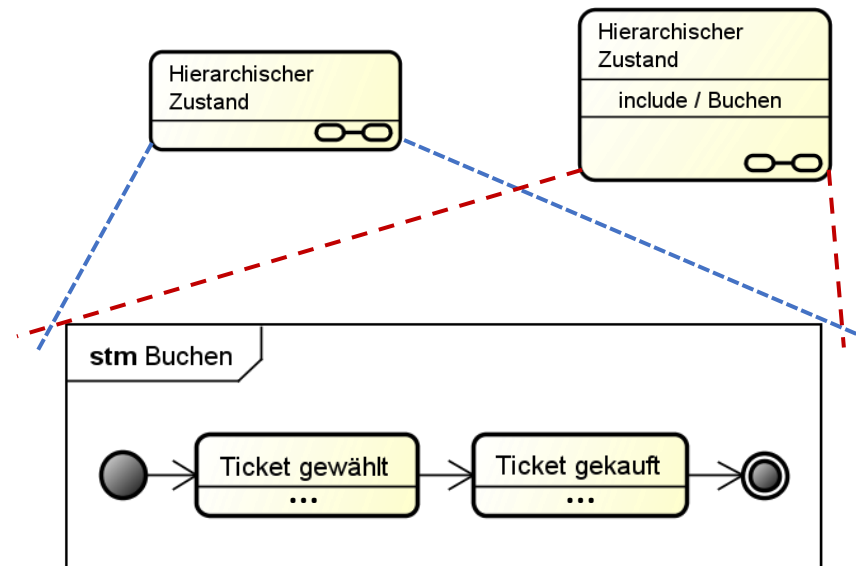 Hierarchischer
Zustand
Hierarchischer
Zustand
include / Buchen
stm Buchen
Ticket gewählt
...
Ticket gekauft
...